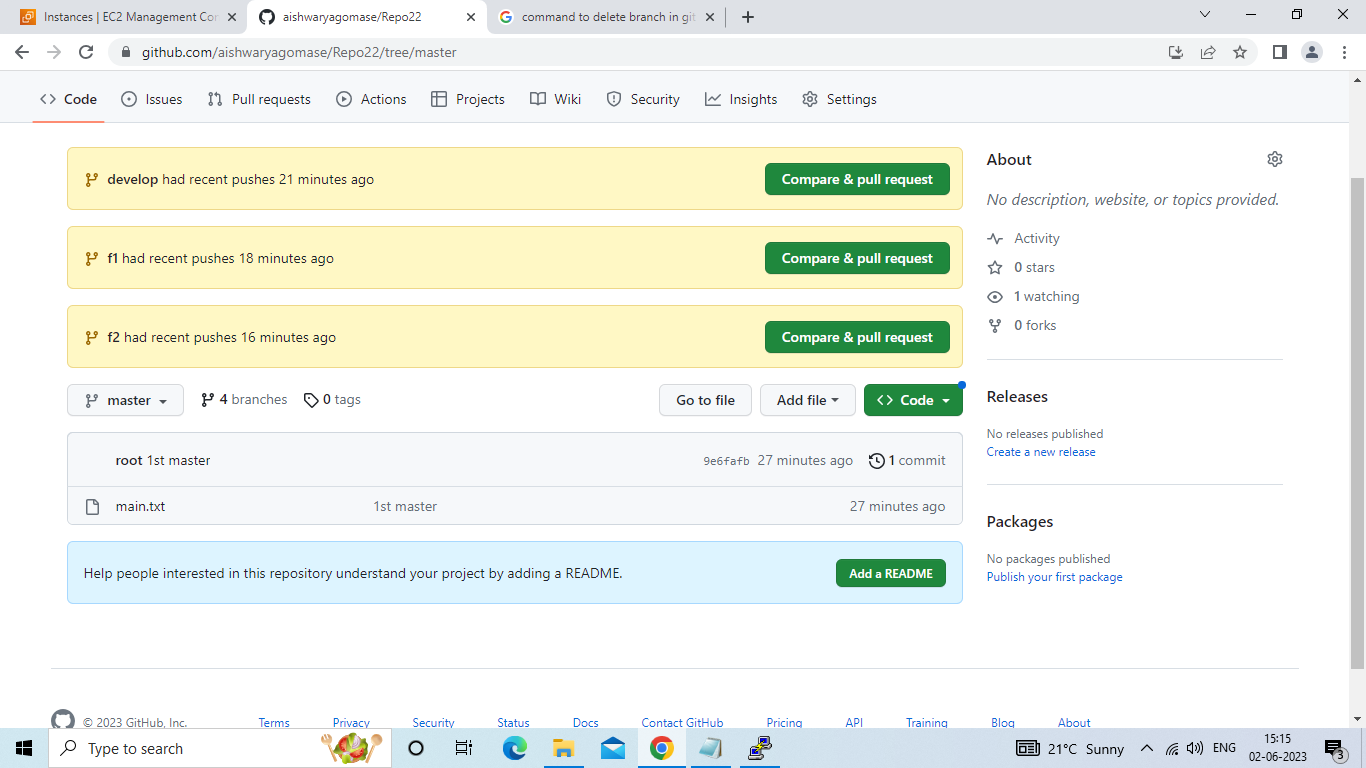 Instances | EC2 Management Con
aishwaryagomase/Repo22
command to delete branch in git
github.com/aishwaryagomase/Repo22/tree/master
Code
Issues
Pull requests
Actions
Projects
Wiki
Security
Insights
Settings
develop had recent pushes 21 minutes ago
Compare & pull request
f1 had recent pushes 18 minutes ago
Compare & pull request
f2 had recent pushes 16 minutes ago
Compare & pull request
master
4 branches
0 tags
Go to file
Add file
Code
root 1st master
9e6fafb 27 minutes ago
1 commit
main.txt
1st master
27 minutes ago
Help people interested in this repository understand your project by adding a README.
Add a README
About
No description, website, or topics provided.
Activity
0 stars
1 watching
0 forks
Releases
No releases published
Create a new release
Packages
No packages published
Publish your first package
© 2023 GitHub, Inc.
Terms
Privacy
Security
Status
Docs
Contact GitHub
Pricing
API
Training
Blog
About
Type to search
21°C Sunny
ENG
15:15
02-06-2023
3